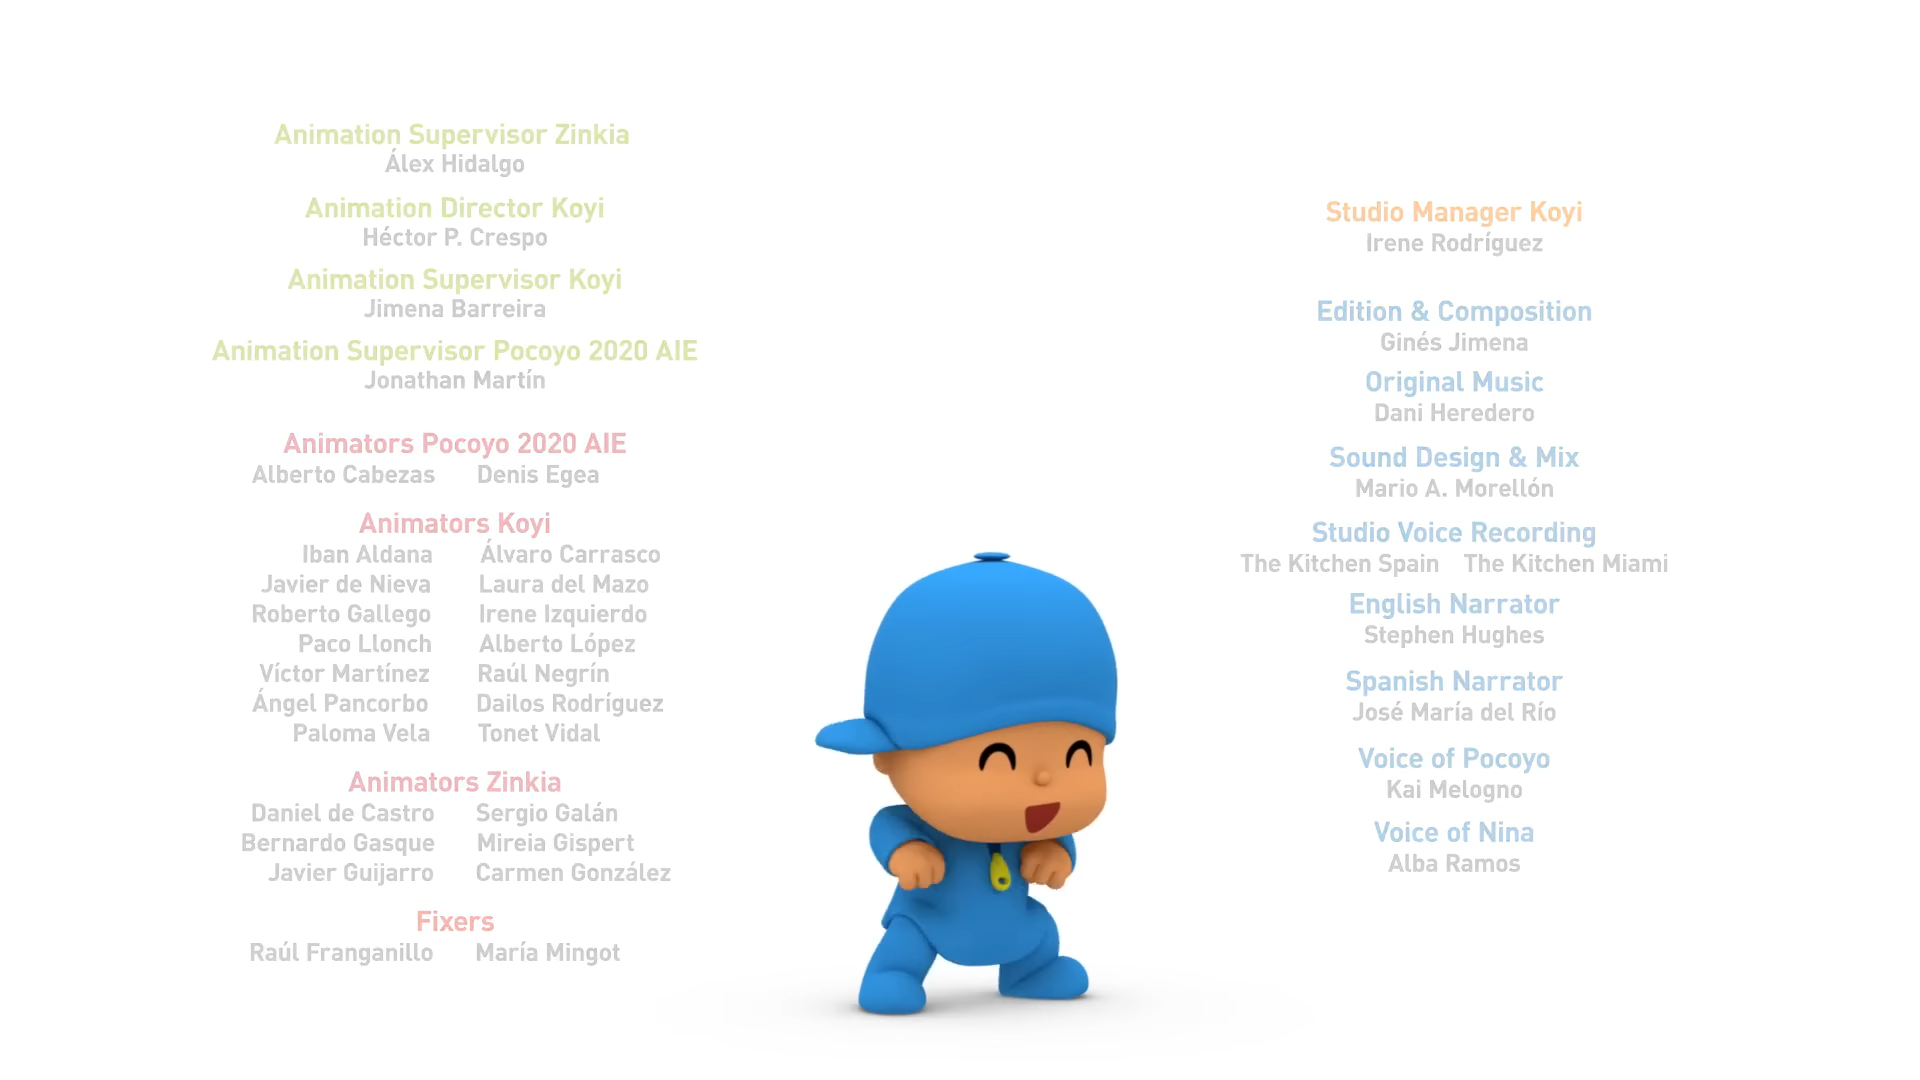 Animation Supervisor Zinkia
Álex Hidalgo
Animation Director Koyi
Héctor P. Crespo
Animation Supervisor Koyi
Jimena Barreira
Animation Supervisor Pocoyo 2020 AIE
Jonathan Martín
Animators Pocoyo 2020 AIE
Alberto Cabezas Denis Egea
Animators Koyi
Iban Aldana Álvaro Carrasco
Javier de Nieva Laura del Mazo
Roberto Gallego Irene Izquierdo
Paco Llonch Alberto López
Víctor Martínez Raúl Negrín
Ángel Pancorbo Dailos Rodríguez
Paloma Vela Tonet Vidal
Animators Zinkia
Daniel de Castro Sergio Galán
Bernardo Gasque Mireia Gispert
Javier Guijarro Carmen González
Fixers
Raúl Franganillo María Mingot
Studio Manager Koyi
Irene Rodríguez
Edition & Composition
Ginés Jimena
Original Music
Dani Heredero
Sound Design & Mix
Mario A. Morellón
Studio Voice Recording
The Kitchen Spain The Kitchen Miami
English Narrator
Stephen Hughes
Spanish Narrator
José María del Río
Voice of Pocoyo
Kai Melogno
Voice of Nina
Alba Ramos